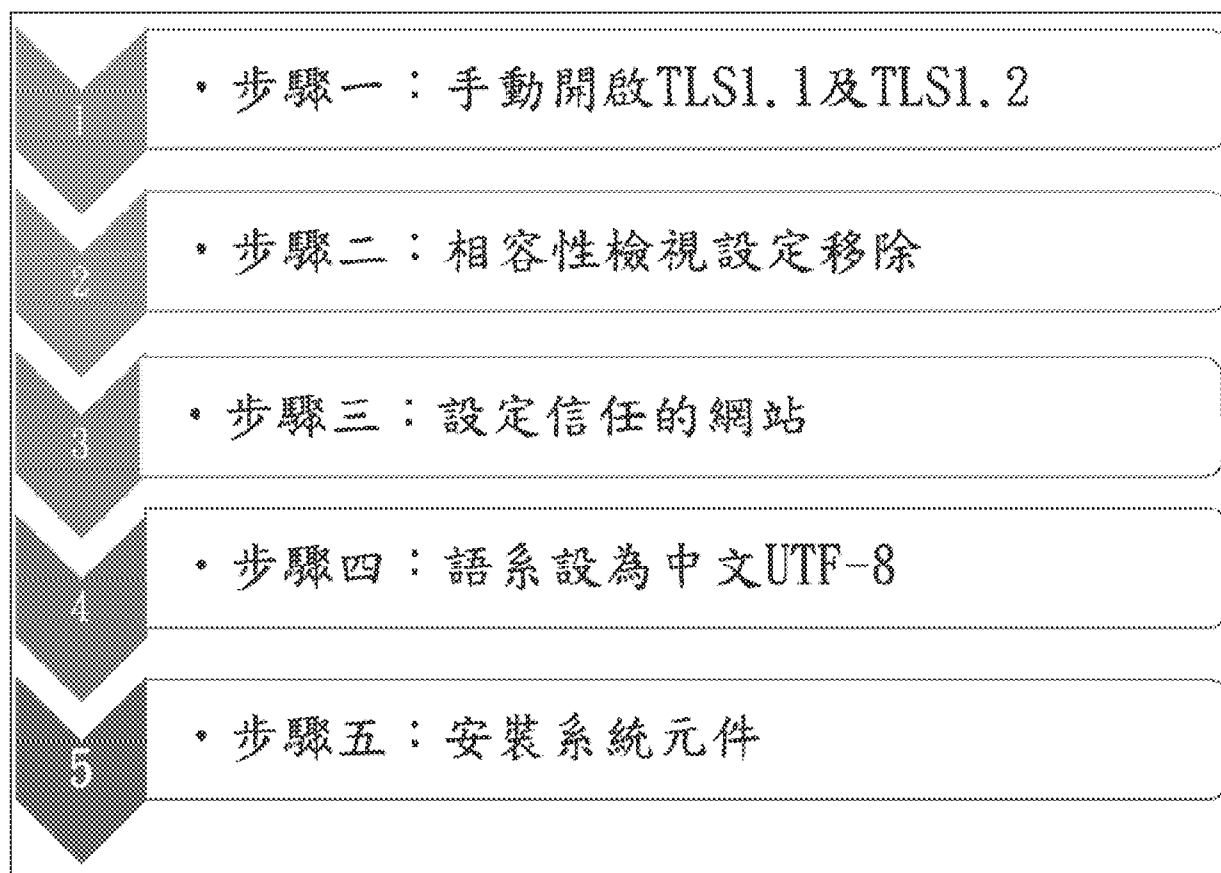 1
• 步驟一：手動開啟TLS1.1及TLS1.2
2
• 步驟二：相容性檢視設定移除
3
• 步驟三：設定信任的網站
4
• 步驟四：語系設為中文UTF-8
5
• 步驟五：安裝系統元件